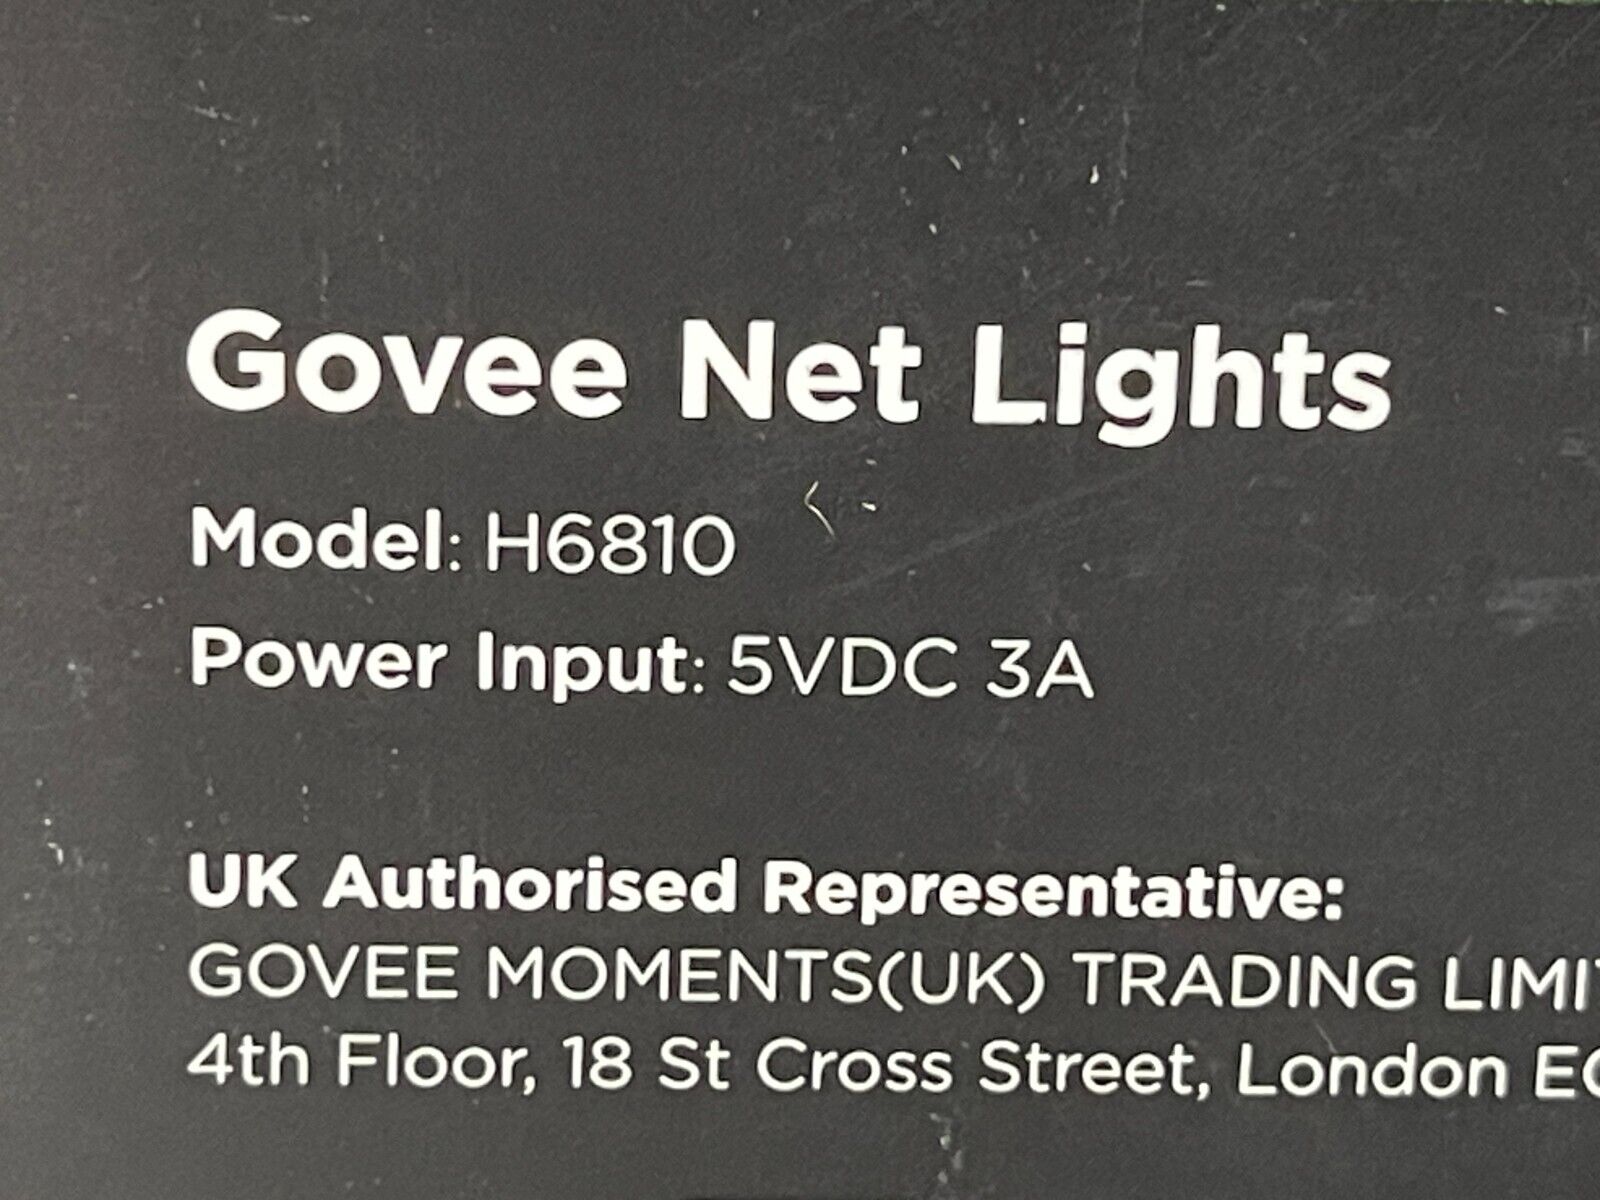 Govee Net Lights
Model: H6810
Power Input: 5VDC 3A
UK Authorised Representative:
GOVEE MOMENTS(UK) TRADING
4th Floor, 18 St Cross Street, London